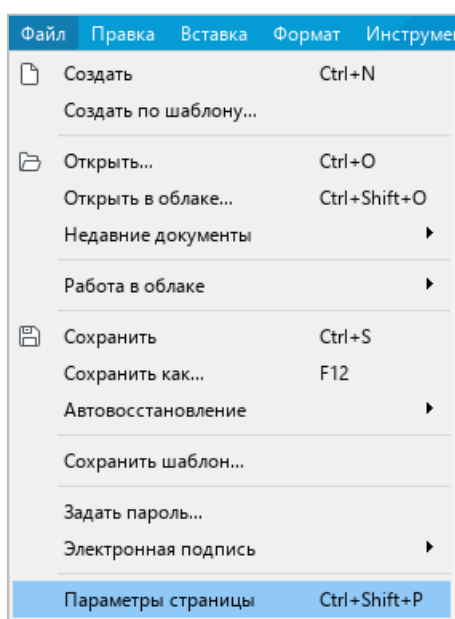 Файл Правка Вставка Формат Инструме
Создать Ctrl+N
Создать по шаблону...
Открыть... Ctrl+O
Открыть в облаке... Ctrl+Shift+O
Недавние документы
Работа в облаке
Сохранить Ctrl+S
Сохранить как... F12
Автовосстановление
Сохранить шаблон...
Задать пароль...
Электронная подпись
Параметры страницы Ctrl+Shift+P